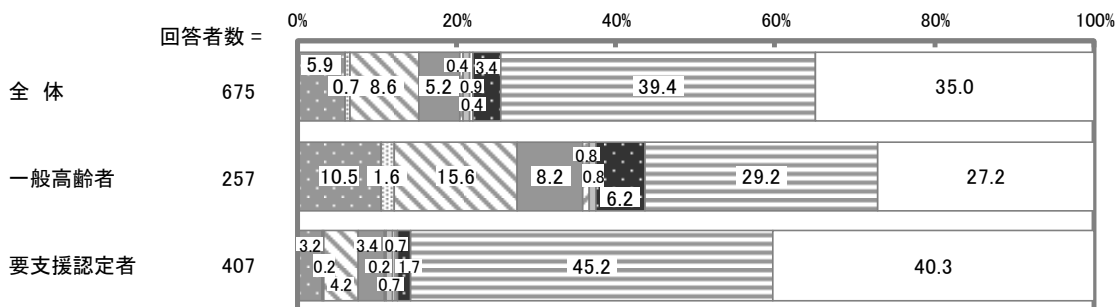 0% 20% 40% 60% 80% 100%
回答者数 =
全 体 675 5.9 0.7 8.6 5.2 0.4 0.9 0.4 3.4 39.4 35.0
一般高齢者 257 10.5 1.6 15.6 8.2 0.8 0.8 6.2 29.2 27.2
要支援認定者 407 3.2 0.2 4.2 3.4 0.2 0.7 0.7 1.7 45.2 40.3